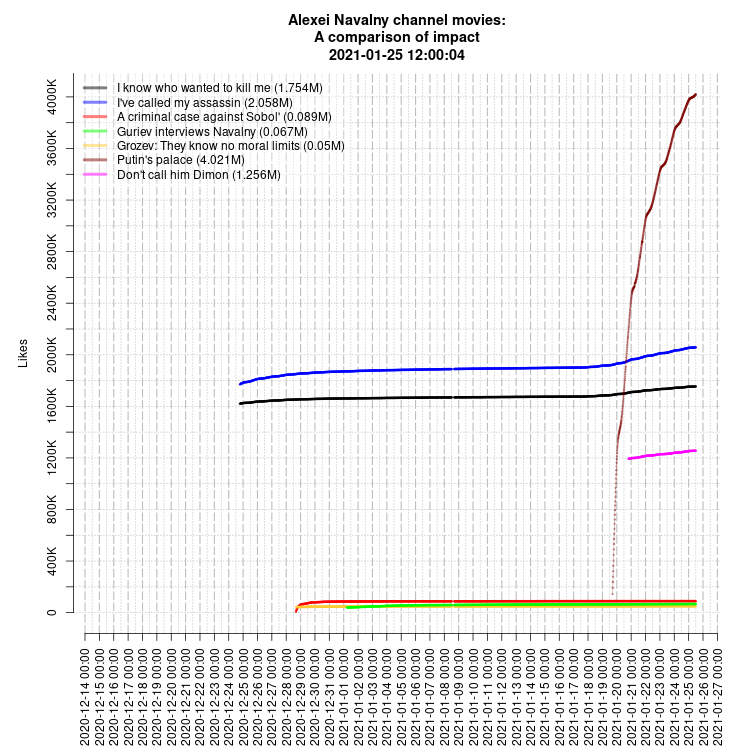 Alexei Navalny channel movies:
A comparison of impact
2021-01-25 12:00:04
I know who wanted to kill me (1.754M)
I've called my assassin (2.058M)
A criminal case against Sobol' (0.089M)
Guriev interviews Navalny (0.067M)
Grozev: They know no moral limits (0.05M)
Putin's palace (4.021M)
Don't call him Dimon (1.256M)
Likes
4000K
3600K
3200K
2800K
2400K
2000K
1600K
1200K
800K
400K
0
2020-12-14 00:00
2020-12-15 00:00
2020-12-16 00:00
2020-12-17 00:00
2020-12-18 00:00
2020-12-19 00:00
2020-12-20 00:00
2020-12-21 00:00
2020-12-22 00:00
2020-12-23 00:00
2020-12-24 00:00
2020-12-25 00:00
2020-12-26 00:00
2020-12-27 00:00
2020-12-28 00:00
2020-12-29 00:00
2020-12-30 00:00
2020-12-31 00:00
2021-01-01 00:00
2021-01-02 00:00
2021-01-03 00:00
2021-01-04 00:00
2021-01-05 00:00
2021-01-06 00:00
2021-01-07 00:00
2021-01-08 00:00
2021-01-09 00:00
2021-01-10 00:00
2021-01-11 00:00
2021-01-12 00:00
2021-01-13 00:00
2021-01-14 00:00
2021-01-15 00:00
2021-01-16 00:00
2021-01-17 00:00
2021-01-18 00:00
2021-01-19 00:00
2021-01-20 00:00
2021-01-21 00:00
2021-01-22 00:00
2021-01-23 00:00
2021-01-24 00:00
2021-01-25 00:00
2021-01-26 00:00
2021-01-27 00:00